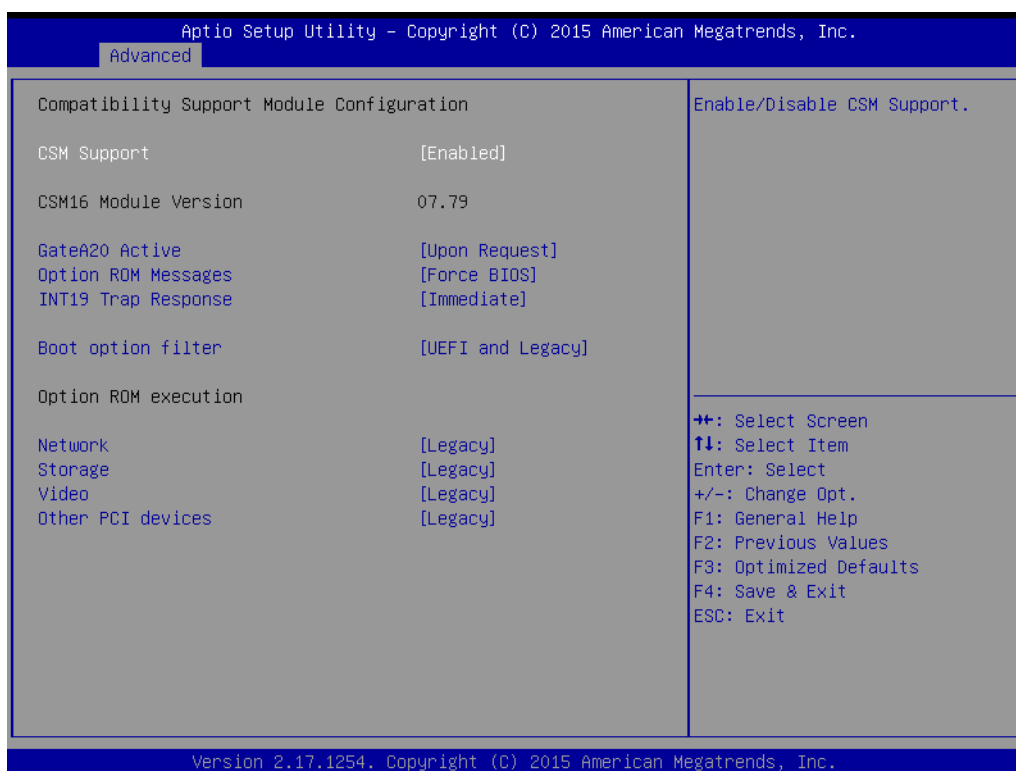 Aptio Setup Utility – Copyright (C) 2015 American Megatrends, Inc.
Advanced
Compatibility Support Module Configuration
CSM Support [Enabled]
CSM16 Module Version 07.79
GateA20 Active [Upon Request]
Option ROM Messages [Force BIOS]
INT19 Trap Response [Immediate]
Boot option filter [UEFI and Legacy]
Option ROM execution
Network [Legacy]
Storage [Legacy]
Video [Legacy]
Other PCI devices [Legacy]
Enable/Disable CSM Support.
→←: Select Screen
↑↓: Select Item
Enter: Select
+/-: Change Opt.
F1: General Help
F2: Previous Values
F3: Optimized Defaults
F4: Save & Exit
ESC: Exit
Version 2.17.1254. Copyright (C) 2015 American Megatrends, Inc.